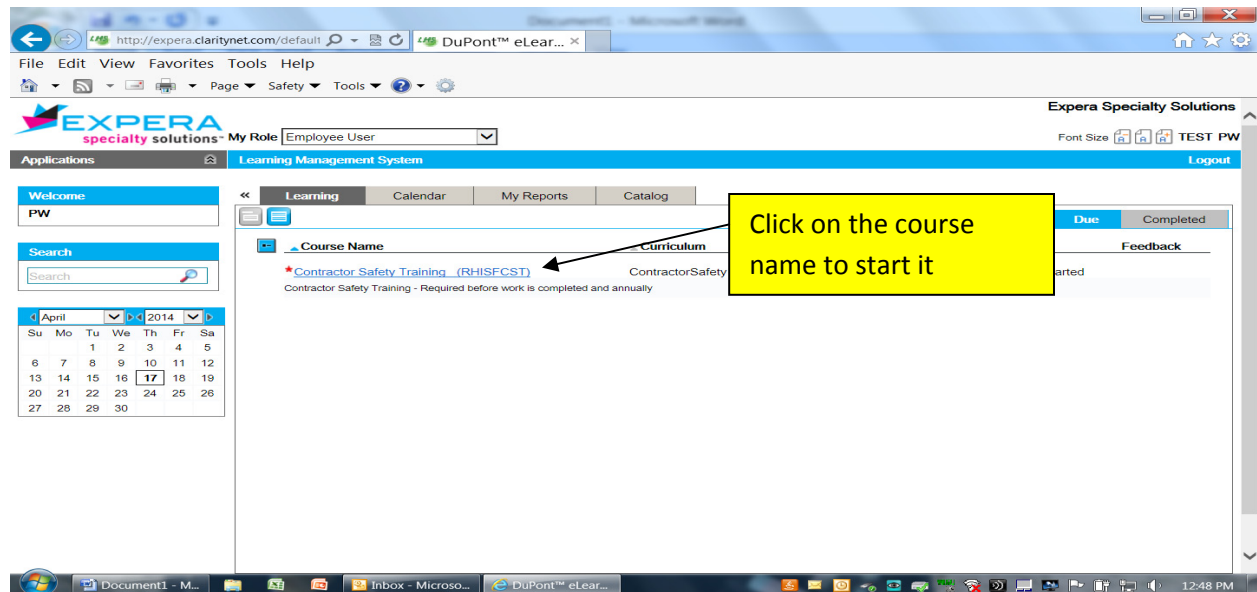 Document1 - Microsoft Word
http://expera.claritynet.com/default
DuPont™ eLear...
File Edit View Favorites Tools Help
Page Safety Tools
Expera Specialty Solutions
EXPERA
specialty solutions
My Role Employee User
Font Size A A A TEST PW
Applications
Learning Management System
Logout
Welcome
PW
« Learning Calendar My Reports Catalog
Due Completed
Search
Search
Course Name Curriculum Feedback
*Contractor Safety Training (RHISFCST) ContractorSafety arted
Contractor Safety Training - Required before work is completed and annually
Click on the course
name to start it
April 2014
Su Mo Tu We Th Fr Sa
1 2 3 4 5
6 7 8 9 10 11 12
13 14 15 16 17 18 19
20 21 22 23 24 25 26
27 28 29 30
Document1 - M...
Inbox - Microso...
DuPont™ eLear...
12:48 PM